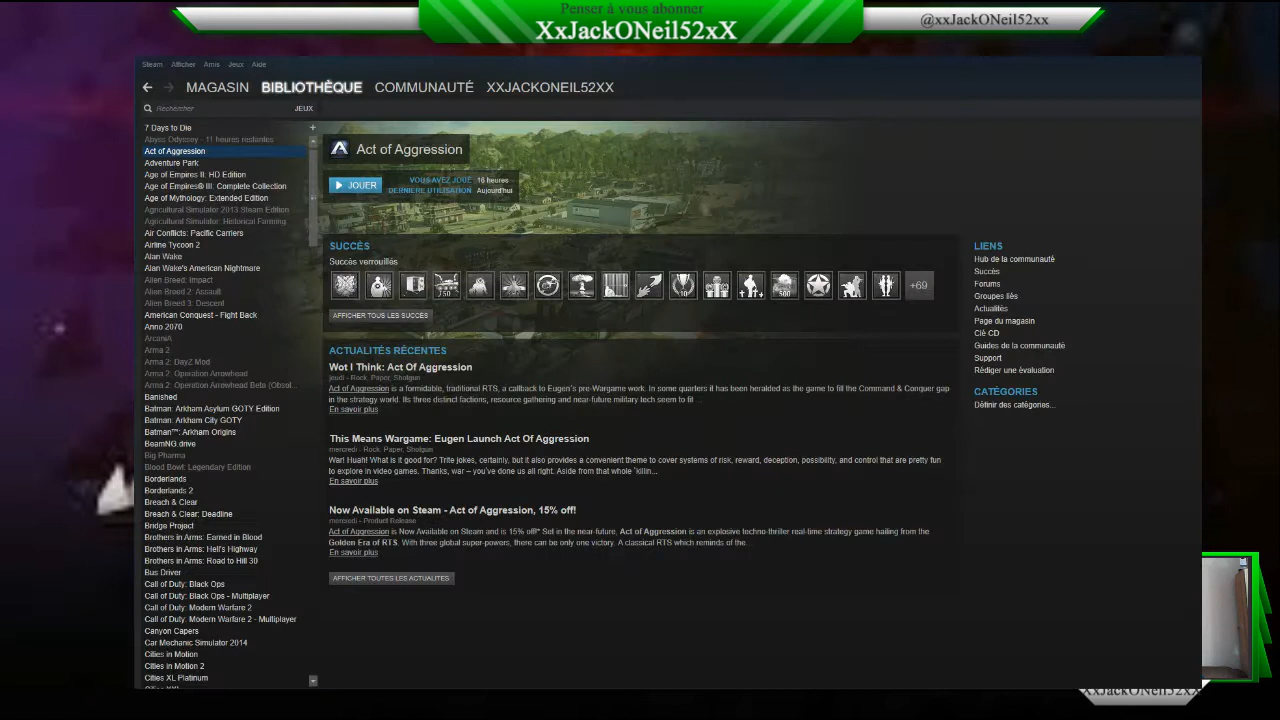 Penser à vous abonner
XxJackONeil52xX
@xxJackONeil52xx
Steam Afficher Amis Jeux Aide
MAGASIN BIBLIOTHÈQUE COMMUNAUTÉ XXJACKONEIL52XX
Rechercher JEUX
7 Days to Die
Abyss Odyssey - 11 heures restantes
Act of Aggression
Adventure Park
Age of Empires II: HD Edition
Age of Empires® III: Complete Collection
Age of Mythology: Extended Edition
Agricultural Simulator 2013 Steam Edition
Agricultural Simulator: Historical Farming
Air Conflicts: Pacific Carriers
Airline Tycoon 2
Alan Wake
Alan Wake's American Nightmare
Alien Breed: Impact
Alien Breed 2: Assault
Alien Breed 3: Descent
American Conquest - Fight Back
Anno 2070
ArcaniA
Arma 2
Arma 2: DayZ Mod
Arma 2: Operation Arrowhead
Arma 2: Operation Arrowhead Beta (Obsol...
Banished
Batman: Arkham Asylum GOTY Edition
Batman: Arkham City GOTY
Batman™: Arkham Origins
BeamNG.drive
Big Pharma
Blood Bowl: Legendary Edition
Borderlands
Borderlands 2
Breach & Clear
Breach & Clear: Deadline
Bridge Project
Brothers in Arms: Earned in Blood
Brothers in Arms: Hell's Highway
Brothers in Arms: Road to Hill 30
Bus Driver
Call of Duty: Black Ops
Call of Duty: Black Ops - Multiplayer
Call of Duty: Modern Warfare 2
Call of Duty: Modern Warfare 2 - Multiplayer
Canyon Capers
Car Mechanic Simulator 2014
Cities in Motion
Cities in Motion 2
Cities XL Platinum
Act of Aggression
JOUER
VOUS AVEZ JOUÉ 16 heures
DERNIÈRE UTILISATION Aujourd'hui
SUCCÈS
Succès verrouillés
+69
AFFICHER TOUS LES SUCCÈS
ACTUALITÉS RÉCENTES
Wot I Think: Act Of Aggression
jeudi - Rock, Paper, Shotgun
Act of Aggression is a formidable, traditional RTS, a callback to Eugen's pre-Wargame work. In some quarters it has been heralded as the game to fill the Command & Conquer gap
in the strategy world. Its three distinct factions, resource gathering and near-future military tech seem to fil ...
En savoir plus
This Means Wargame: Eugen Launch Act Of Aggression
mercredi - Rock, Paper, Shotgun
War! Huah! What is it good for? Trite jokes, certainly, but it also provides a convenient theme to cover systems of risk, reward, deception, possibility, and control that are pretty fun
to explore in video games. Thanks, war – you've done us all right. Aside from that whole "killin...
En savoir plus
Now Available on Steam - Act of Aggression, 15% off!
mercredi - Product Release
Act of Aggression is Now Available on Steam and is 15% off!* Set in the near-future, Act of Aggression is an explosive techno-thriller real-time strategy game hailing from the
Golden Era of RTS. With three global super-powers, there can be only one victory. A classical RTS which reminds of the...
En savoir plus
AFFICHER TOUTES LES ACTUALITÉS
LIENS
Hub de la communauté
Succès
Forums
Groupes liés
Actualités
Page du magasin
Clé CD
Guides de la communauté
Support
Rédiger une évaluation
CATÉGORIES
Définir des catégories...
XxJackONeil52xX